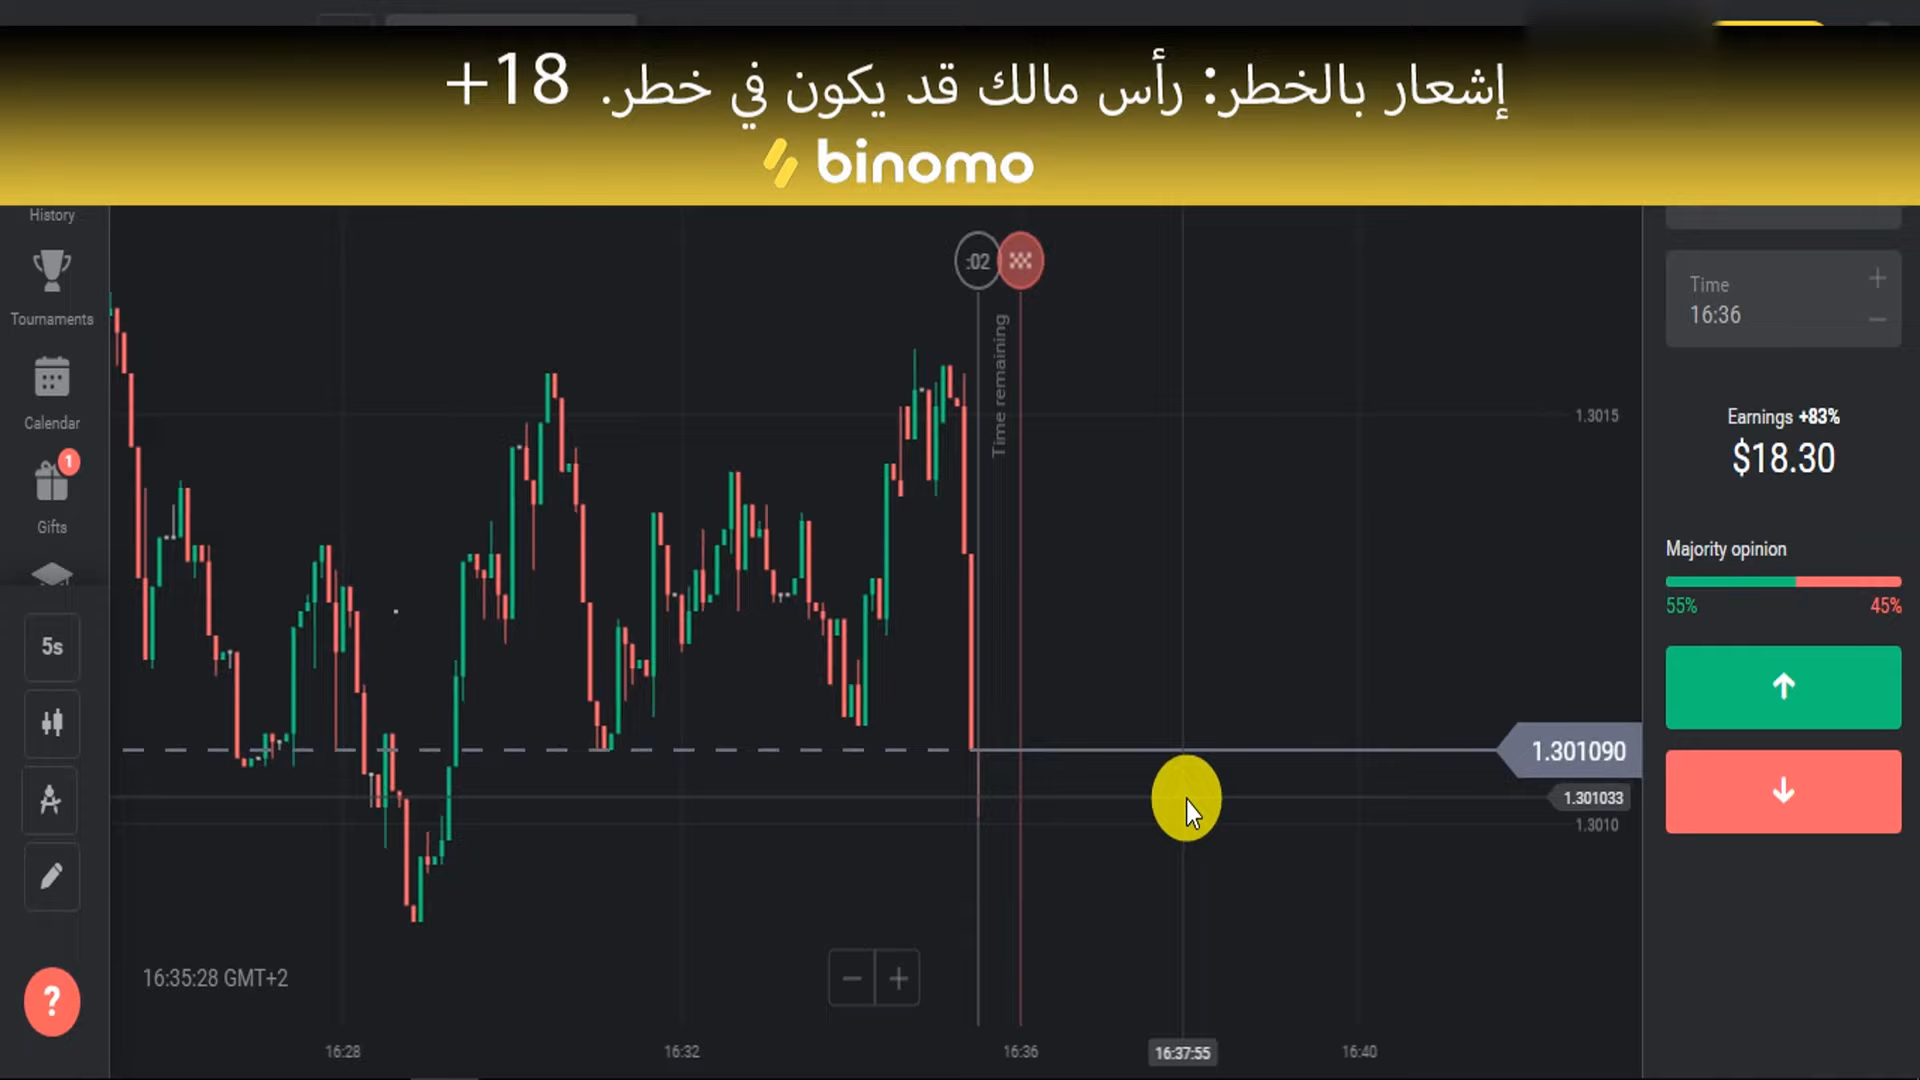 إشعار بالخطر: رأس مالك قد يكون في خطر. 18+
binomo
History
Tournaments
Calendar
1
Gifts
5s
?
:02
Time remaining
1.3015
1.301090
1.301033
1.3010
16:35:28 GMT+2
− +
16:28
16:32
16:36
16:37:55
16:40
Time
16:36
+
−
Earnings +83%
$18.30
Majority opinion
55%
45%